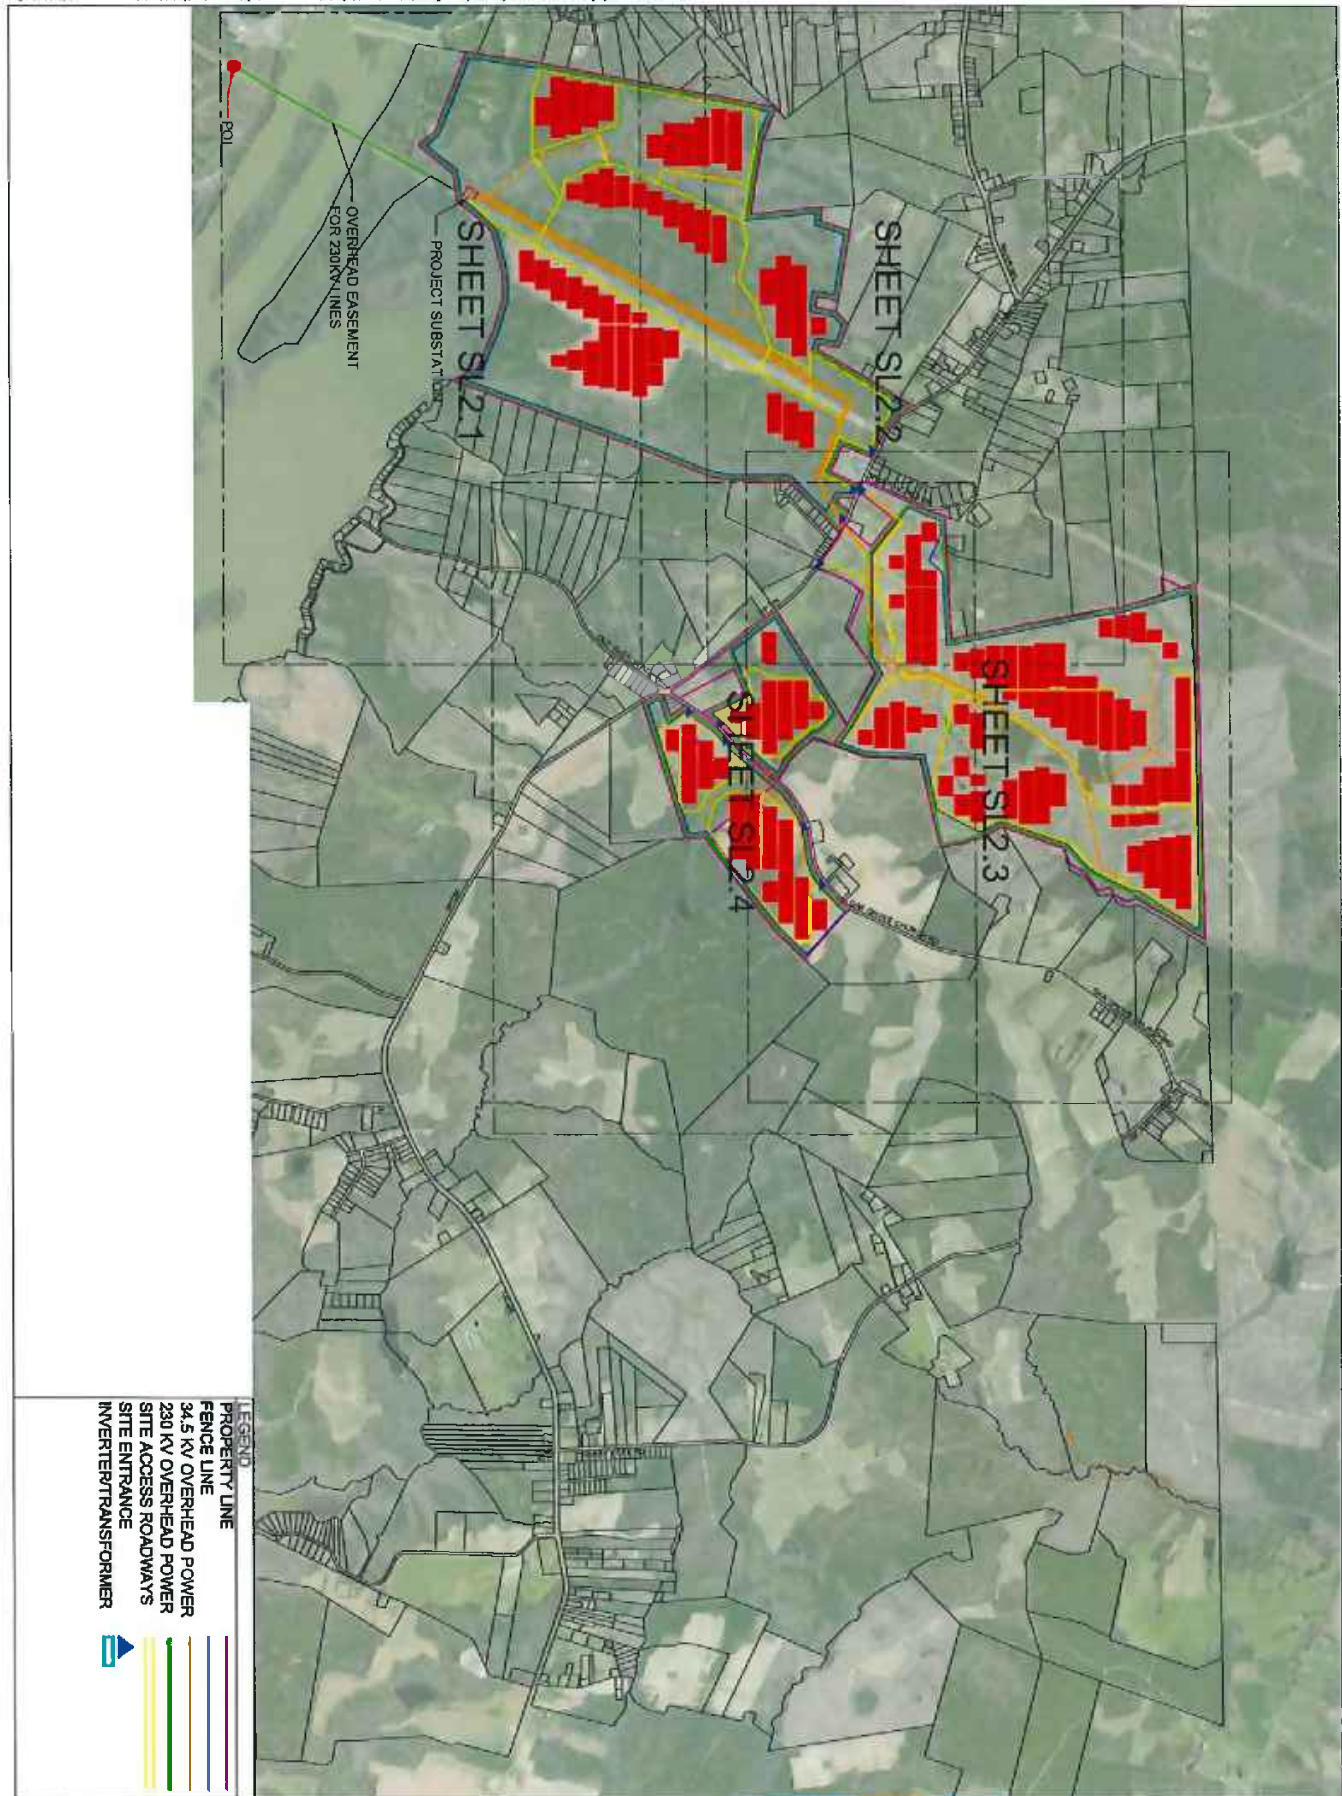 POI
OVERHEAD EASEMENT
FOR 230KV LINES
PROJECT SUBSTATION
SHEET SL2.1
SHEET SL2.2
SHEET SL2.3
SHEET SL2.4
LEGEND
PROPERTY LINE
FENCE LINE
34.5 KV OVERHEAD POWER
230 KV OVERHEAD POWER
SITE ACCESS ROADWAYS
SITE ENTRANCE
INVERTER/TRANSFORMER